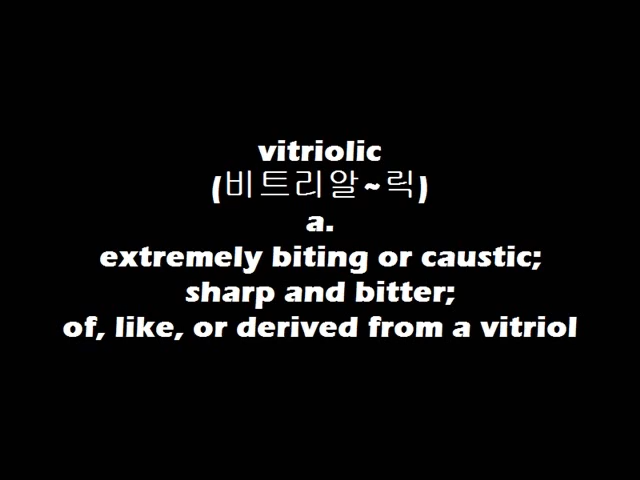 vitriolic
(비트리알~릭)
a.
extremely biting or caustic;
sharp and bitter;
of, like, or derived from a vitriol